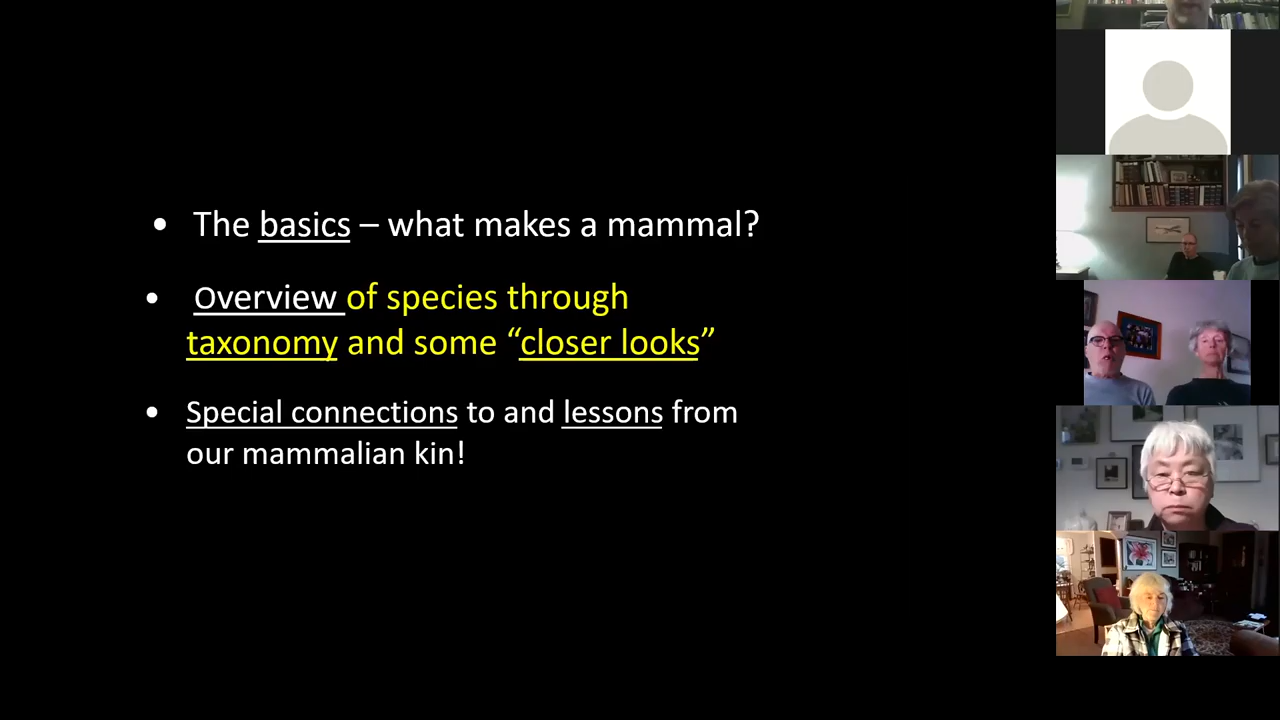 • The basics – what makes a mammal?
• Overview of species through
taxonomy and some “closer looks”
• Special connections to and lessons from
our mammalian kin!